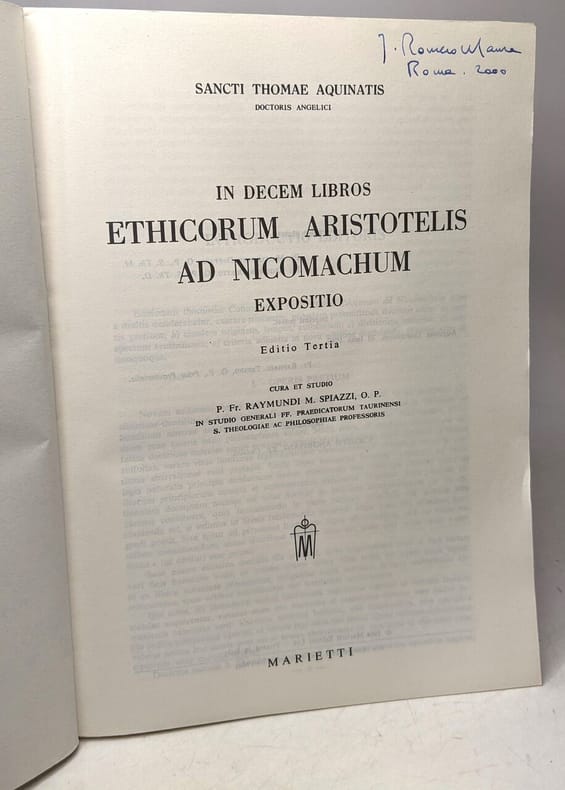 J. Romero Maura
Roma. 2000
SANCTI THOMAE AQUINATIS
DOCTORIS ANGELICI
IN DECEM LIBROS
ETHICORUM ARISTOTELIS
AD NICOMACHUM
EXPOSITIO
Editio Tertia
CURA ET STUDIO
P. Fr. RAYMUNDI M. SPIAZZI, O. P.
IN STUDIO GENERALI FF. PRAEDICATORUM TAURINENSI
S. THEOLOGIAE AC PHILOSOPHIAE PROFESSORIS
M
MARIETTI